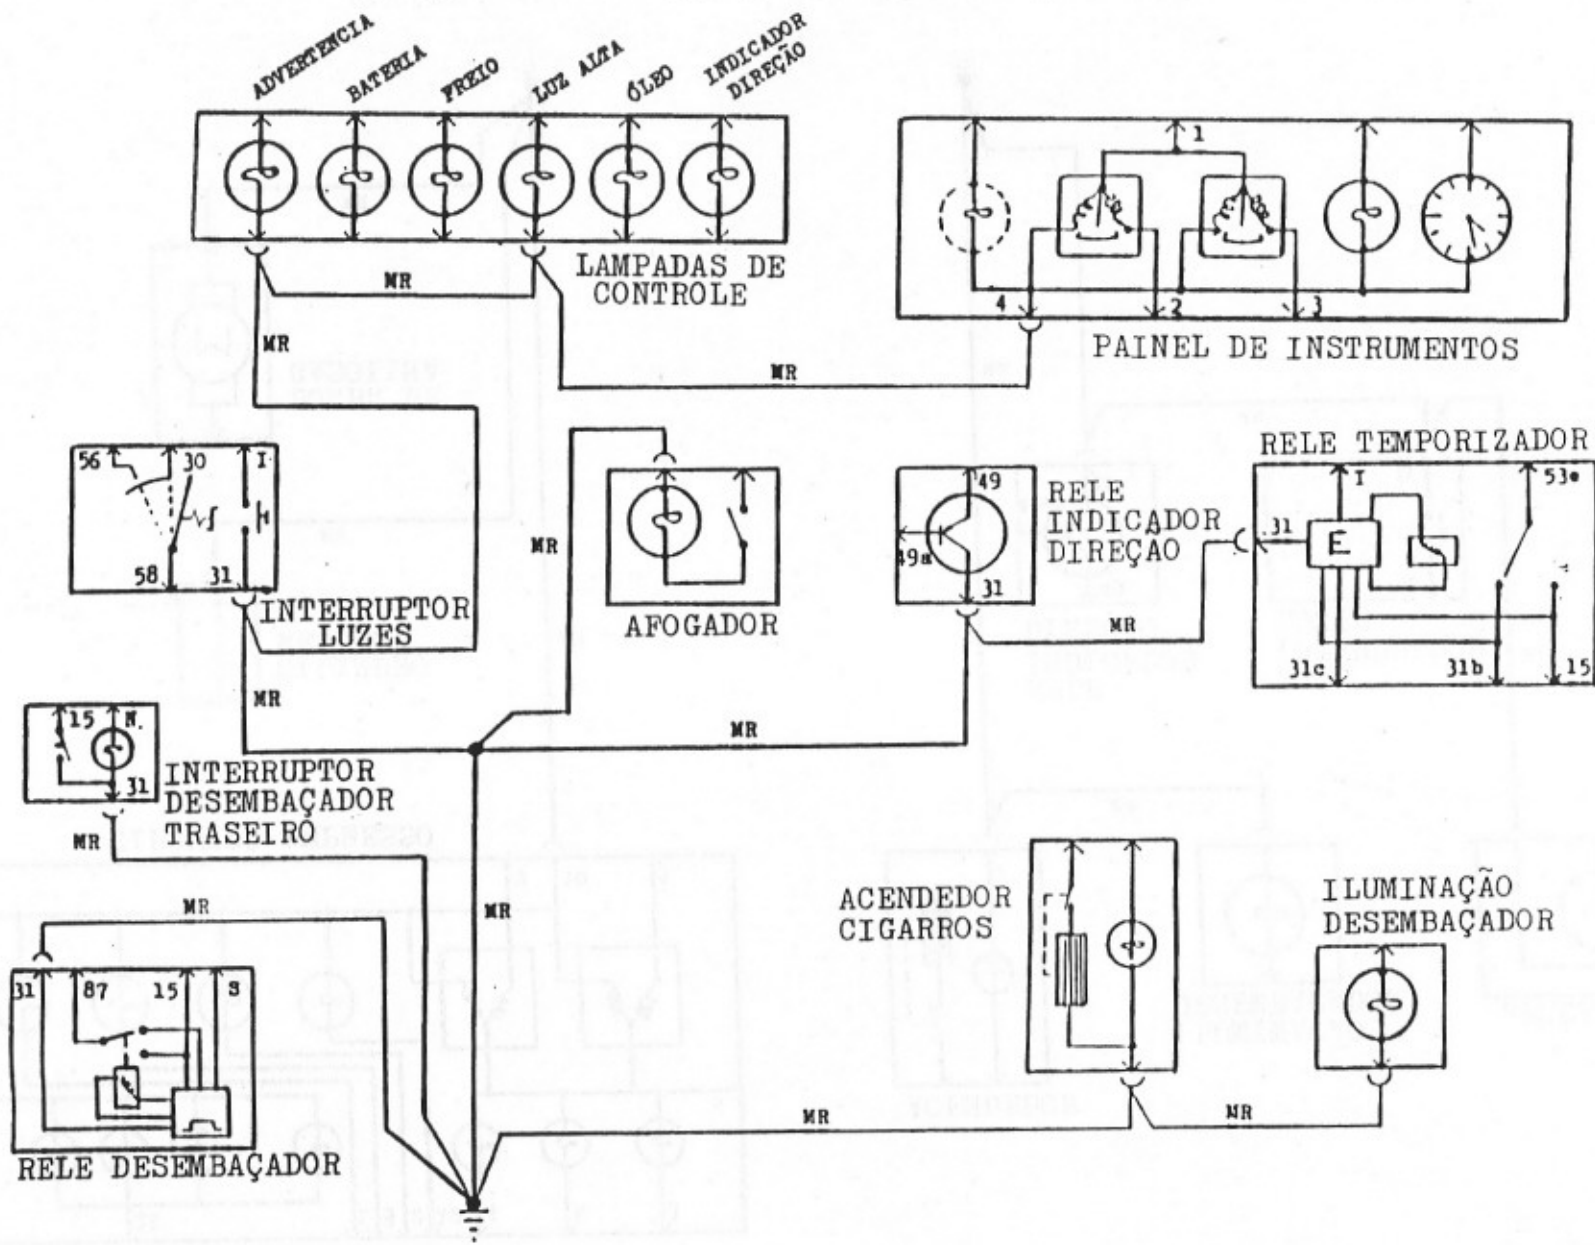 ADVERTENCIA
BATERIA
FREIO
LUZ ALTA
ÓLEO
INDICADOR
DIREÇÃO
1
4
2
3
LAMPADAS DE
CONTROLE
MR
MR
PAINEL DE INSTRUMENTOS
MR
56
30
I
58
31
INTERRUPTOR
LUZES
MR
AFOGADOR
49
49a
31
RELE
INDICADOR
DIREÇÃO
RELE TEMPORIZADOR
I
53e
31
E
31c
31b
15
MR
MR
MR
MR
15
N.
31
INTERRUPTOR
DESEMBAÇADOR
TRASEIRO
MR
MR
MR
ACENDEDOR
CIGARROS
ILUMINAÇÃO
DESEMBAÇADOR
31
87
15
S
RELE DESEMBAÇADOR
MR
MR